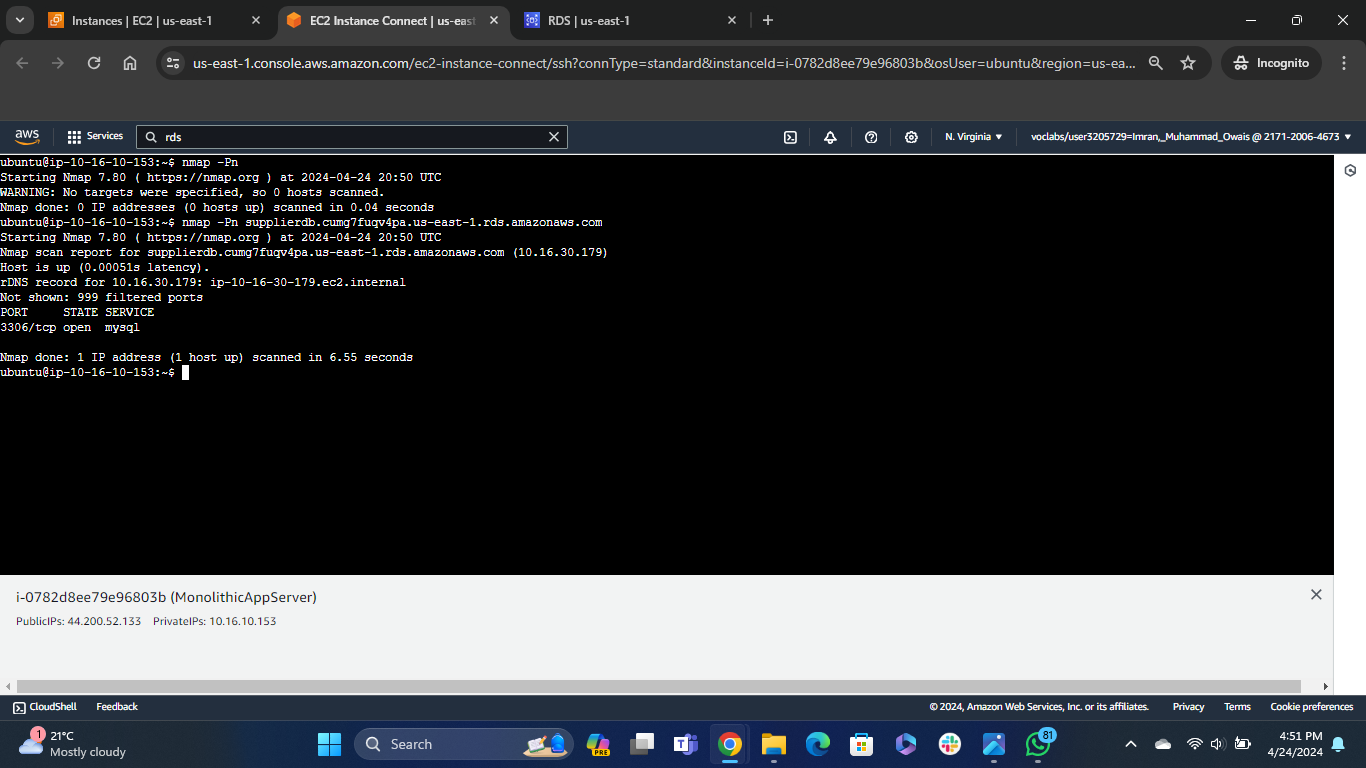 Instances | EC2 | us-east-1
EC2 Instance Connect | us-east
RDS | us-east-1
us-east-1.console.aws.amazon.com/ec2-instance-connect/ssh?connType=standard&instanceId=i-0782d8ee79e96803b&osUser=ubuntu&region=us-ea...
Incognito
aws
Services
rds
N. Virginia
voclabs/user3205729=Imran,_Muhammad_Owais @ 2171-2006-4673
ubuntu@ip-10-16-10-153:~$ nmap -Pn
Starting Nmap 7.80 ( https://nmap.org ) at 2024-04-24 20:50 UTC
WARNING: No targets were specified, so 0 hosts scanned.
Nmap done: 0 IP addresses (0 hosts up) scanned in 0.04 seconds
ubuntu@ip-10-16-10-153:~$ nmap -Pn supplierdb.cumg7fuqv4pa.us-east-1.rds.amazonaws.com
Starting Nmap 7.80 ( https://nmap.org ) at 2024-04-24 20:50 UTC
Nmap scan report for supplierdb.cumg7fuqv4pa.us-east-1.rds.amazonaws.com (10.16.30.179)
Host is up (0.00051s latency).
rDNS record for 10.16.30.179: ip-10-16-30-179.ec2.internal
Not shown: 999 filtered ports
PORT     STATE SERVICE
3306/tcp open  mysql
Nmap done: 1 IP address (1 host up) scanned in 6.55 seconds
ubuntu@ip-10-16-10-153:~$
i-0782d8ee79e96803b (MonolithicAppServer)
PublicIPs: 44.200.52.133    PrivateIPs: 10.16.10.153
CloudShell
Feedback
© 2024, Amazon Web Services, Inc. or its affiliates.
Privacy
Terms
Cookie preferences
1
21°C
Mostly cloudy
Search
PRE
81
4:51 PM
4/24/2024